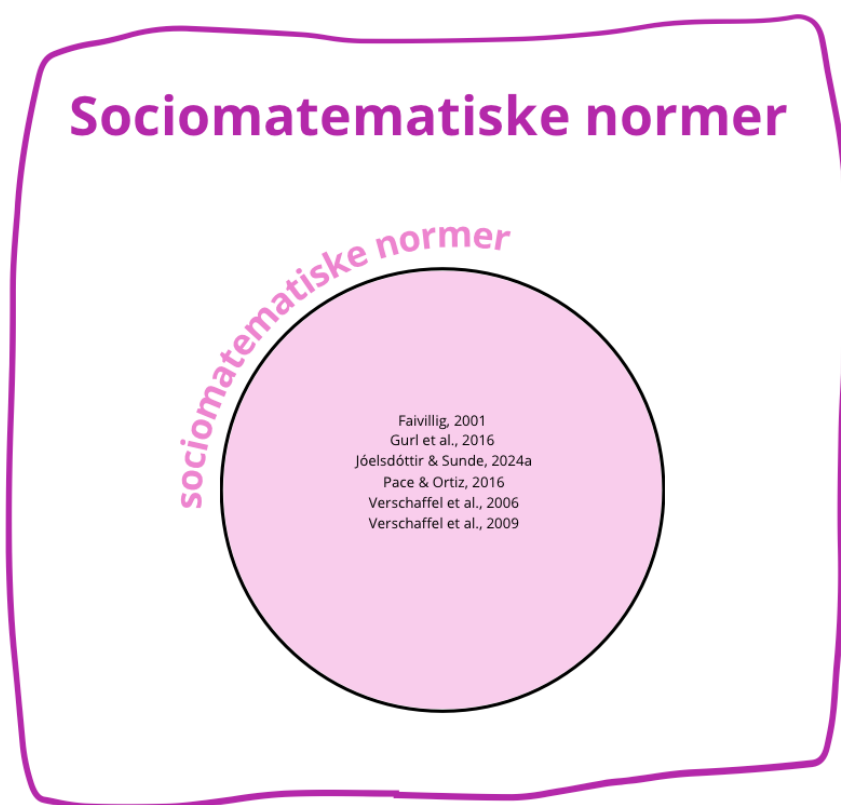 Sociomatematiske normer
sociomatematiske normer
Faivillig, 2001
Gurl et al., 2016
Jóelsdóttir & Sunde, 2024a
Pace & Ortiz, 2016
Verschaffel et al., 2006
Verschaffel et al., 2009